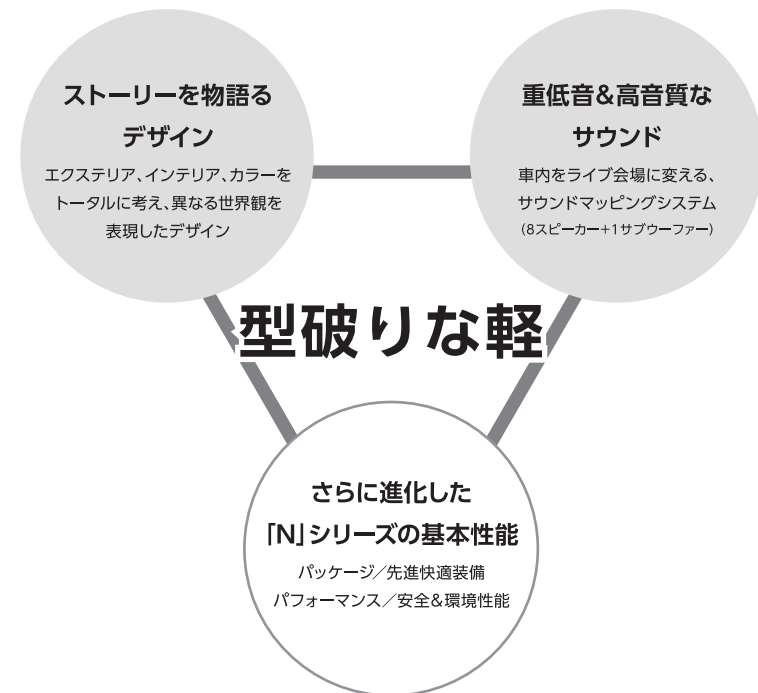 ストーリーを物語る
デザイン
エクステリア、インテリア、カラーを
トータルに考え、異なる世界観を
表現したデザイン
重低音&高音質な
サウンド
車内をライブ会場に変える、
サウンドマッピングシステム
(8スピーカー+1サブウーファー)
型破りな軽
さらに進化した
「N」シリーズの基本性能
パッケージ/先進快適装備
パフォーマンス/安全&環境性能